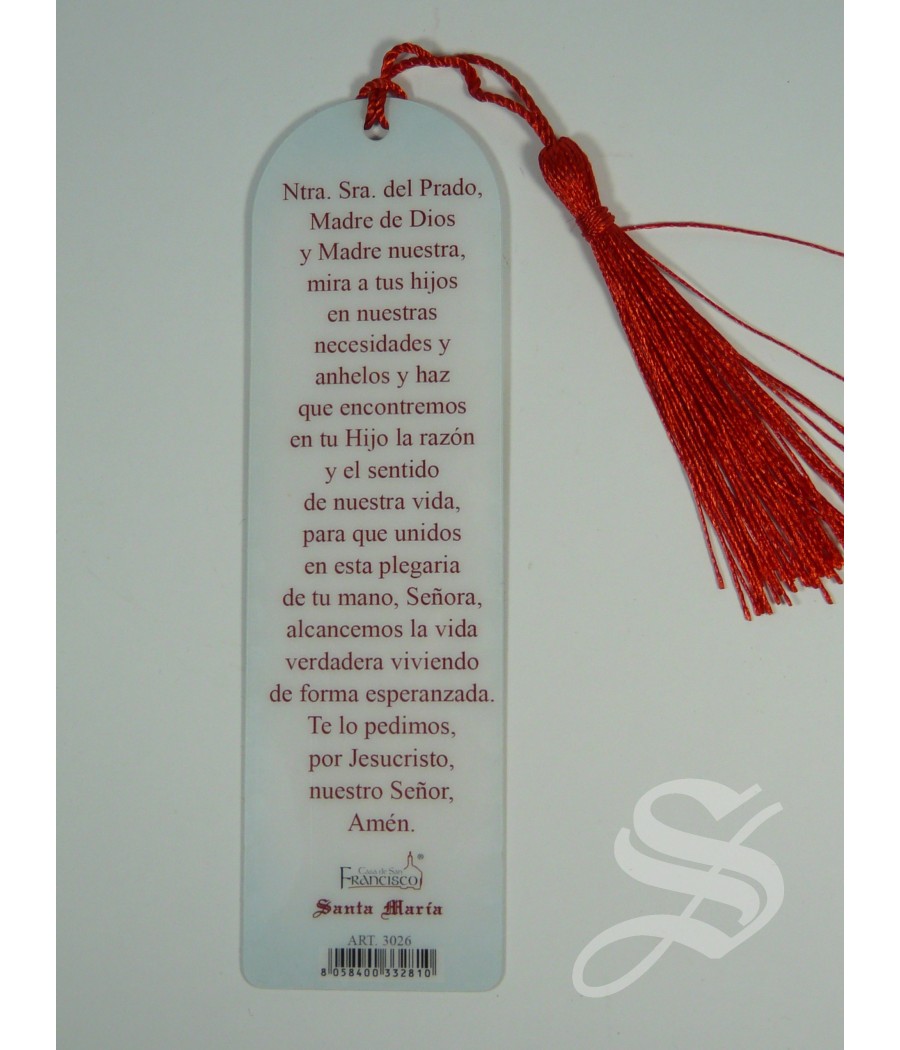 Ntra. Sra. del Prado,
Madre de Dios
y Madre nuestra,
mira a tus hijos
en nuestras
necesidades y
anhelos y haz
que encontremos
en tu Hijo la razón
y el sentido
de nuestra vida,
para que unidos
en esta plegaria
de tu mano, Señora,
alcancemos la vida
verdadera viviendo
de forma esperanzada.
Te lo pedimos,
por Jesucristo,
nuestro Señor,
Amén.
Casa de San
FRANCISCO ®
Santa María
ART. 3026
8 058400 332810
S